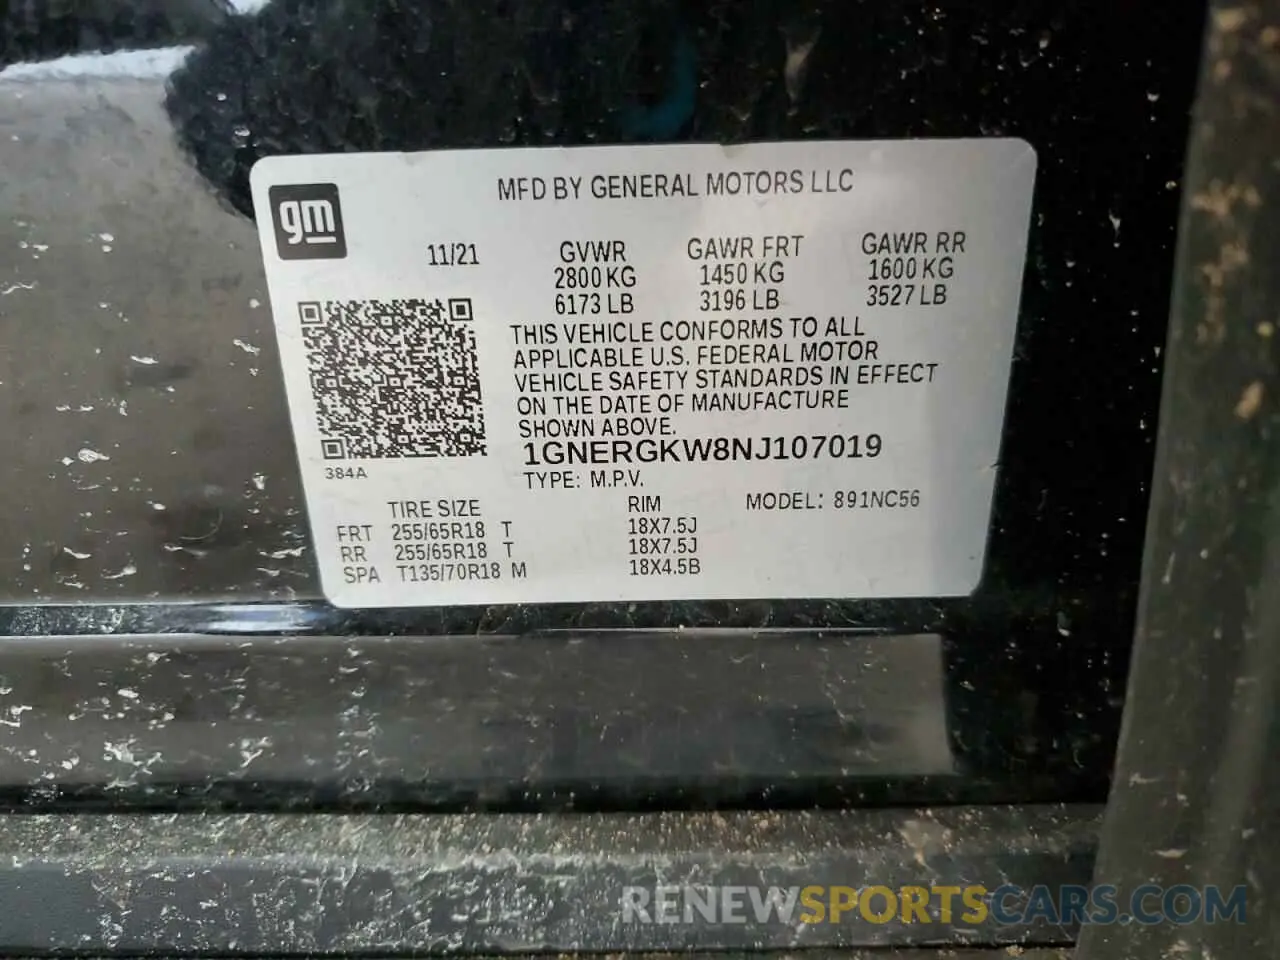 MFD BY GENERAL MOTORS LLC
gm
11/21 GVWR GAWR FRT GAWR RR
2800 KG 1450 KG 1600 KG
6173 LB 3196 LB 3527 LB
THIS VEHICLE CONFORMS TO ALL
APPLICABLE U.S. FEDERAL MOTOR
VEHICLE SAFETY STANDARDS IN EFFECT
ON THE DATE OF MANUFACTURE
SHOWN ABOVE.
1GNERGKW8NJ107019
384A
TYPE: M.P.V.
TIRE SIZE RIM MODEL: 891NC56
FRT 255/65R18 T 18X7.5J
RR 255/65R18 T 18X7.5J
SPA T135/70R18 M 18X4.5B
RENEWSPORTSCARS.COM